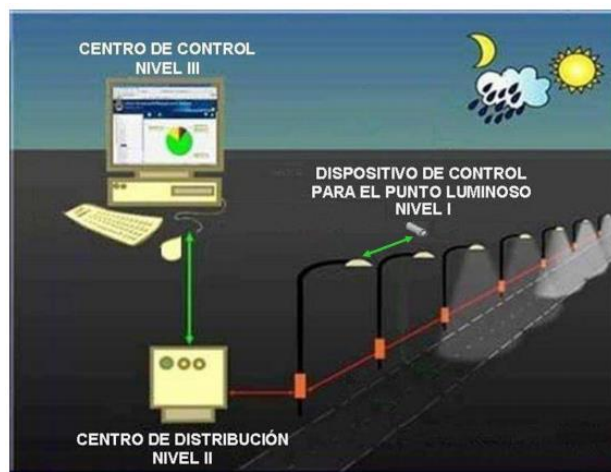 CENTRO DE CONTROL
NIVEL III
DISPOSITIVO DE CONTROL
PARA EL PUNTO LUMINOSO
NIVEL I
CENTRO DE DISTRIBUCIÓN
NIVEL II